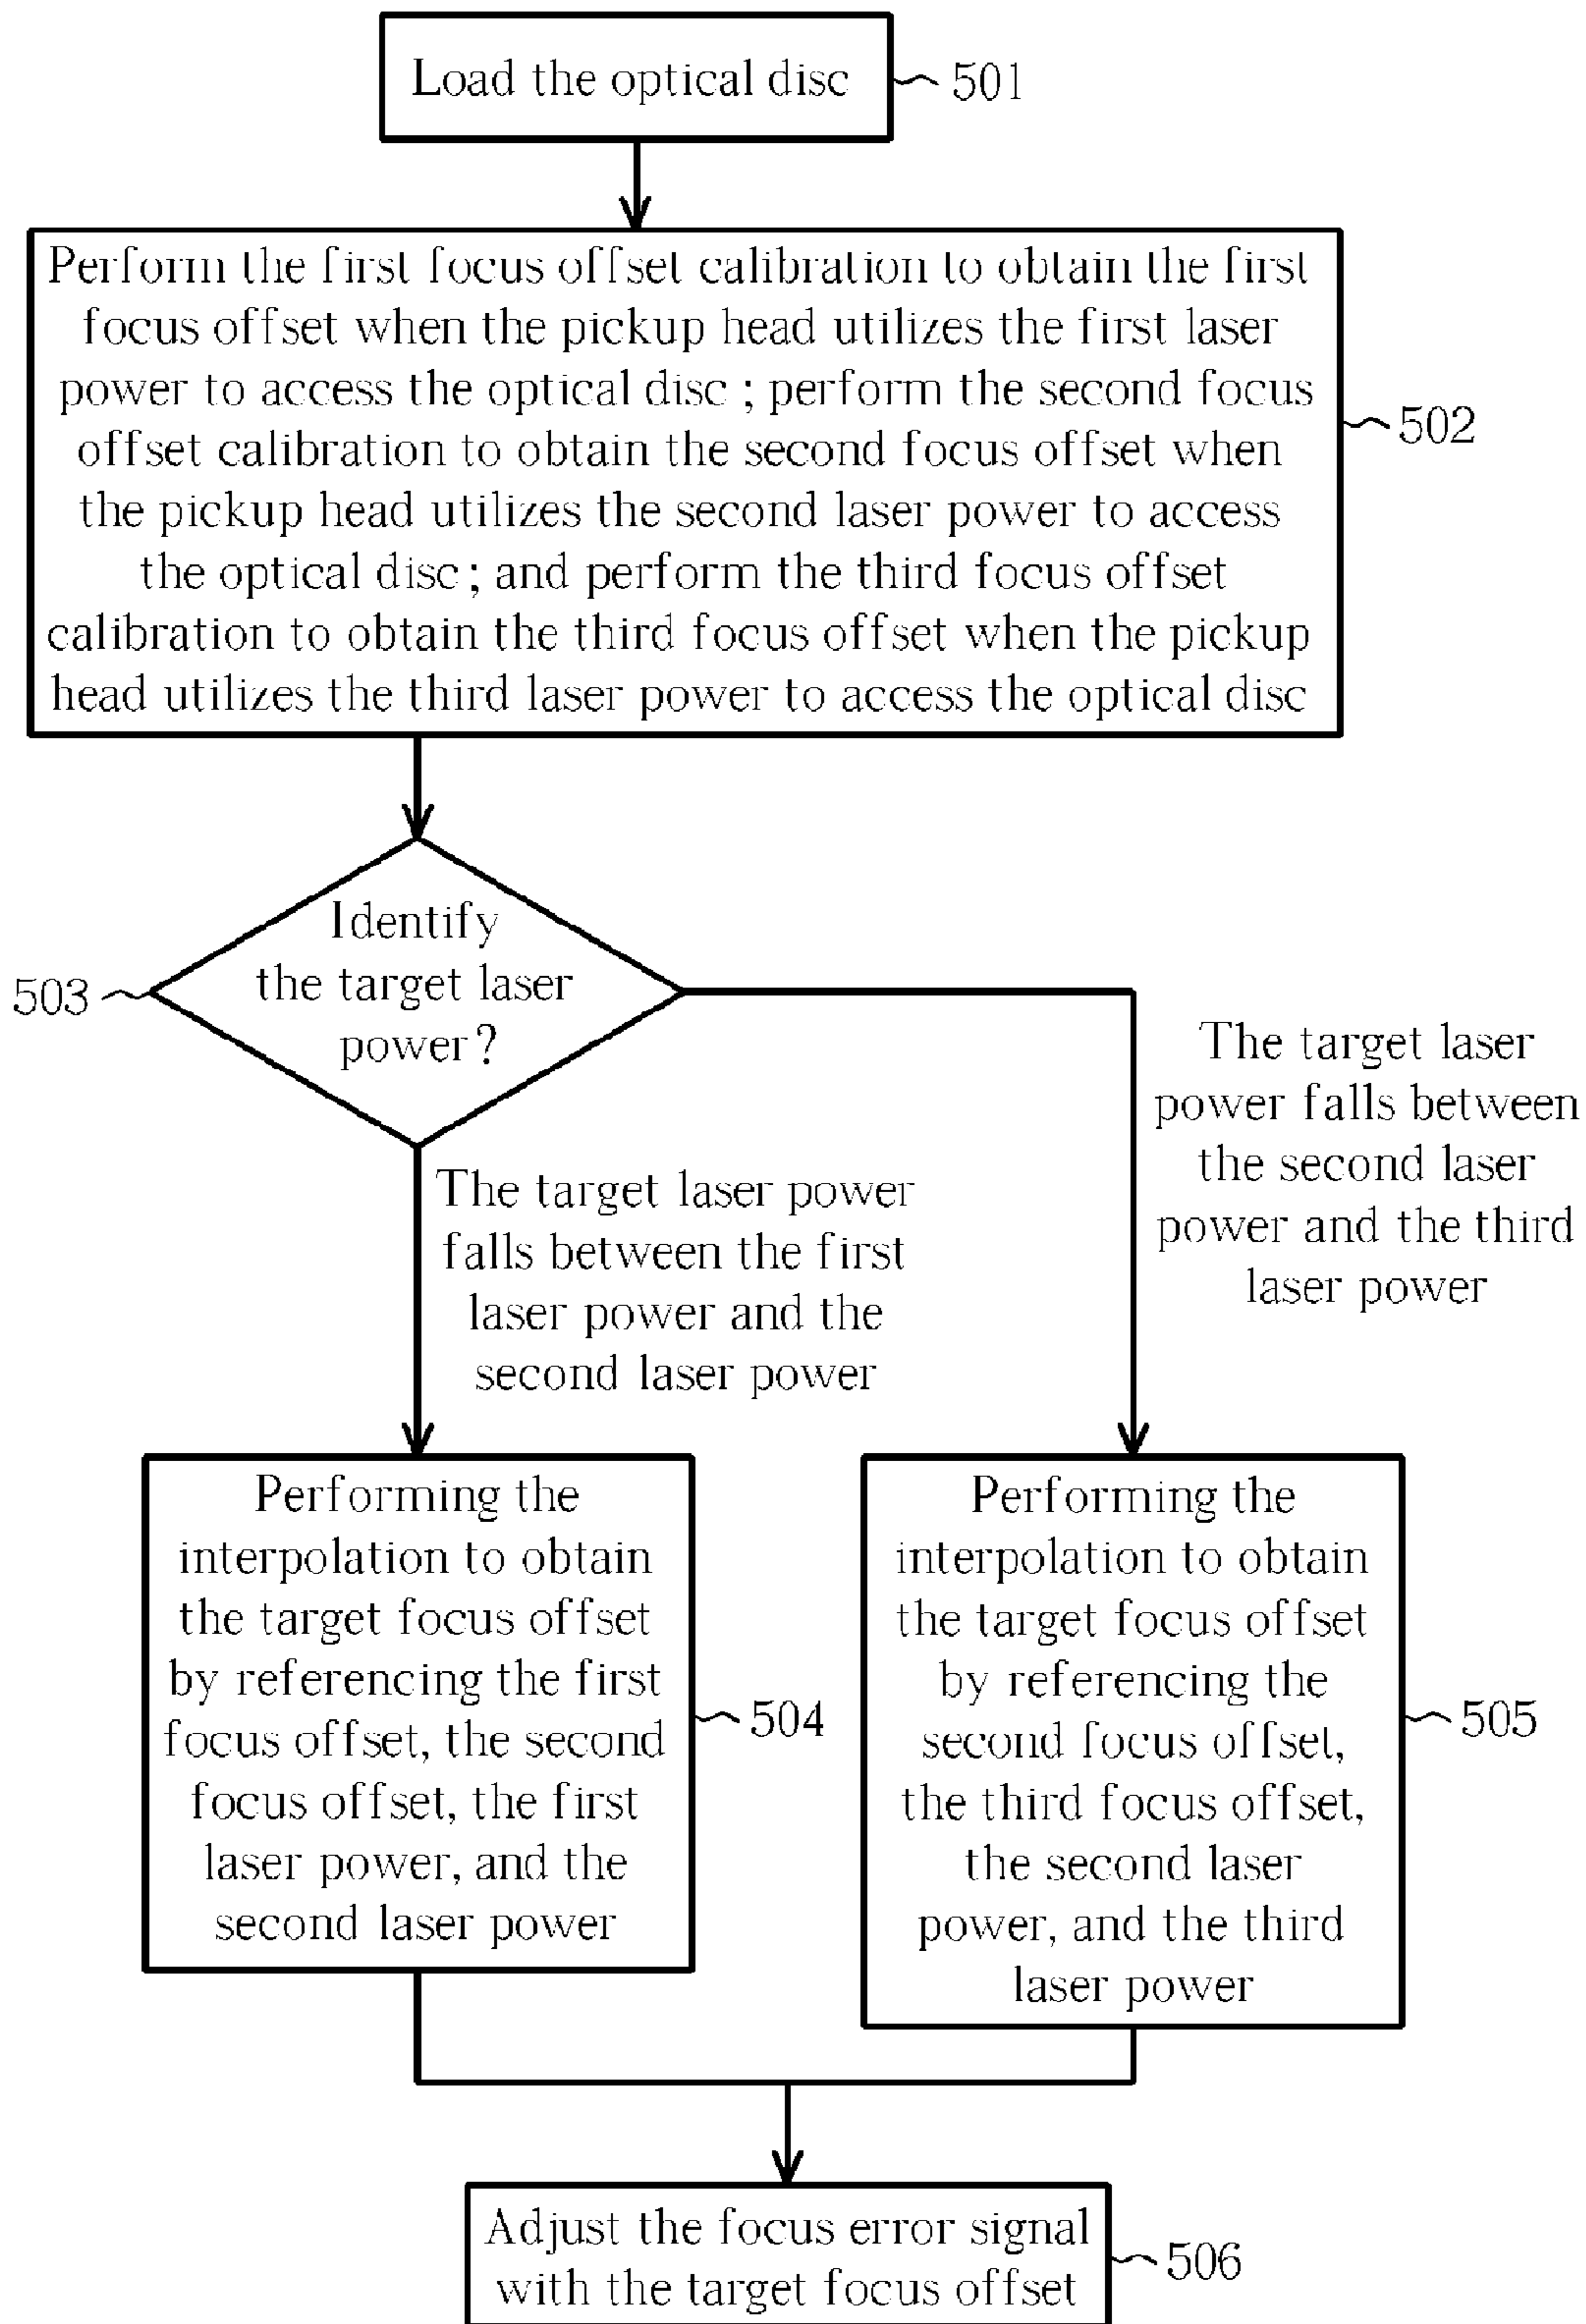 Load the optical disc
501
Perform the first focus offset calibration to obtain the first
focus offset when the pickup head utilizes the first laser
power to access the optical disc ; perform the second focus
offset calibration to obtain the second focus offset when
the pickup head utilizes the second laser power to access
the optical disc ; and perform the third focus offset
calibration to obtain the third focus offset when the pickup
head utilizes the third laser power to access the optical disc
502
Identify
the target laser
power?
503
The target laser power
falls between the first
laser power and the
second laser power
The target laser
power falls between
the second laser
power and the third
laser power
Performing the
interpolation to obtain
the target focus offset
by referencing the first
focus offset, the second
focus offset, the first
laser power, and the
second laser power
504
Performing the
interpolation to obtain
the target focus offset
by referencing the
second focus offset,
the third focus offset,
the second laser
power, and the third
laser power
505
Adjust the focus error signal
with the target focus offset
506